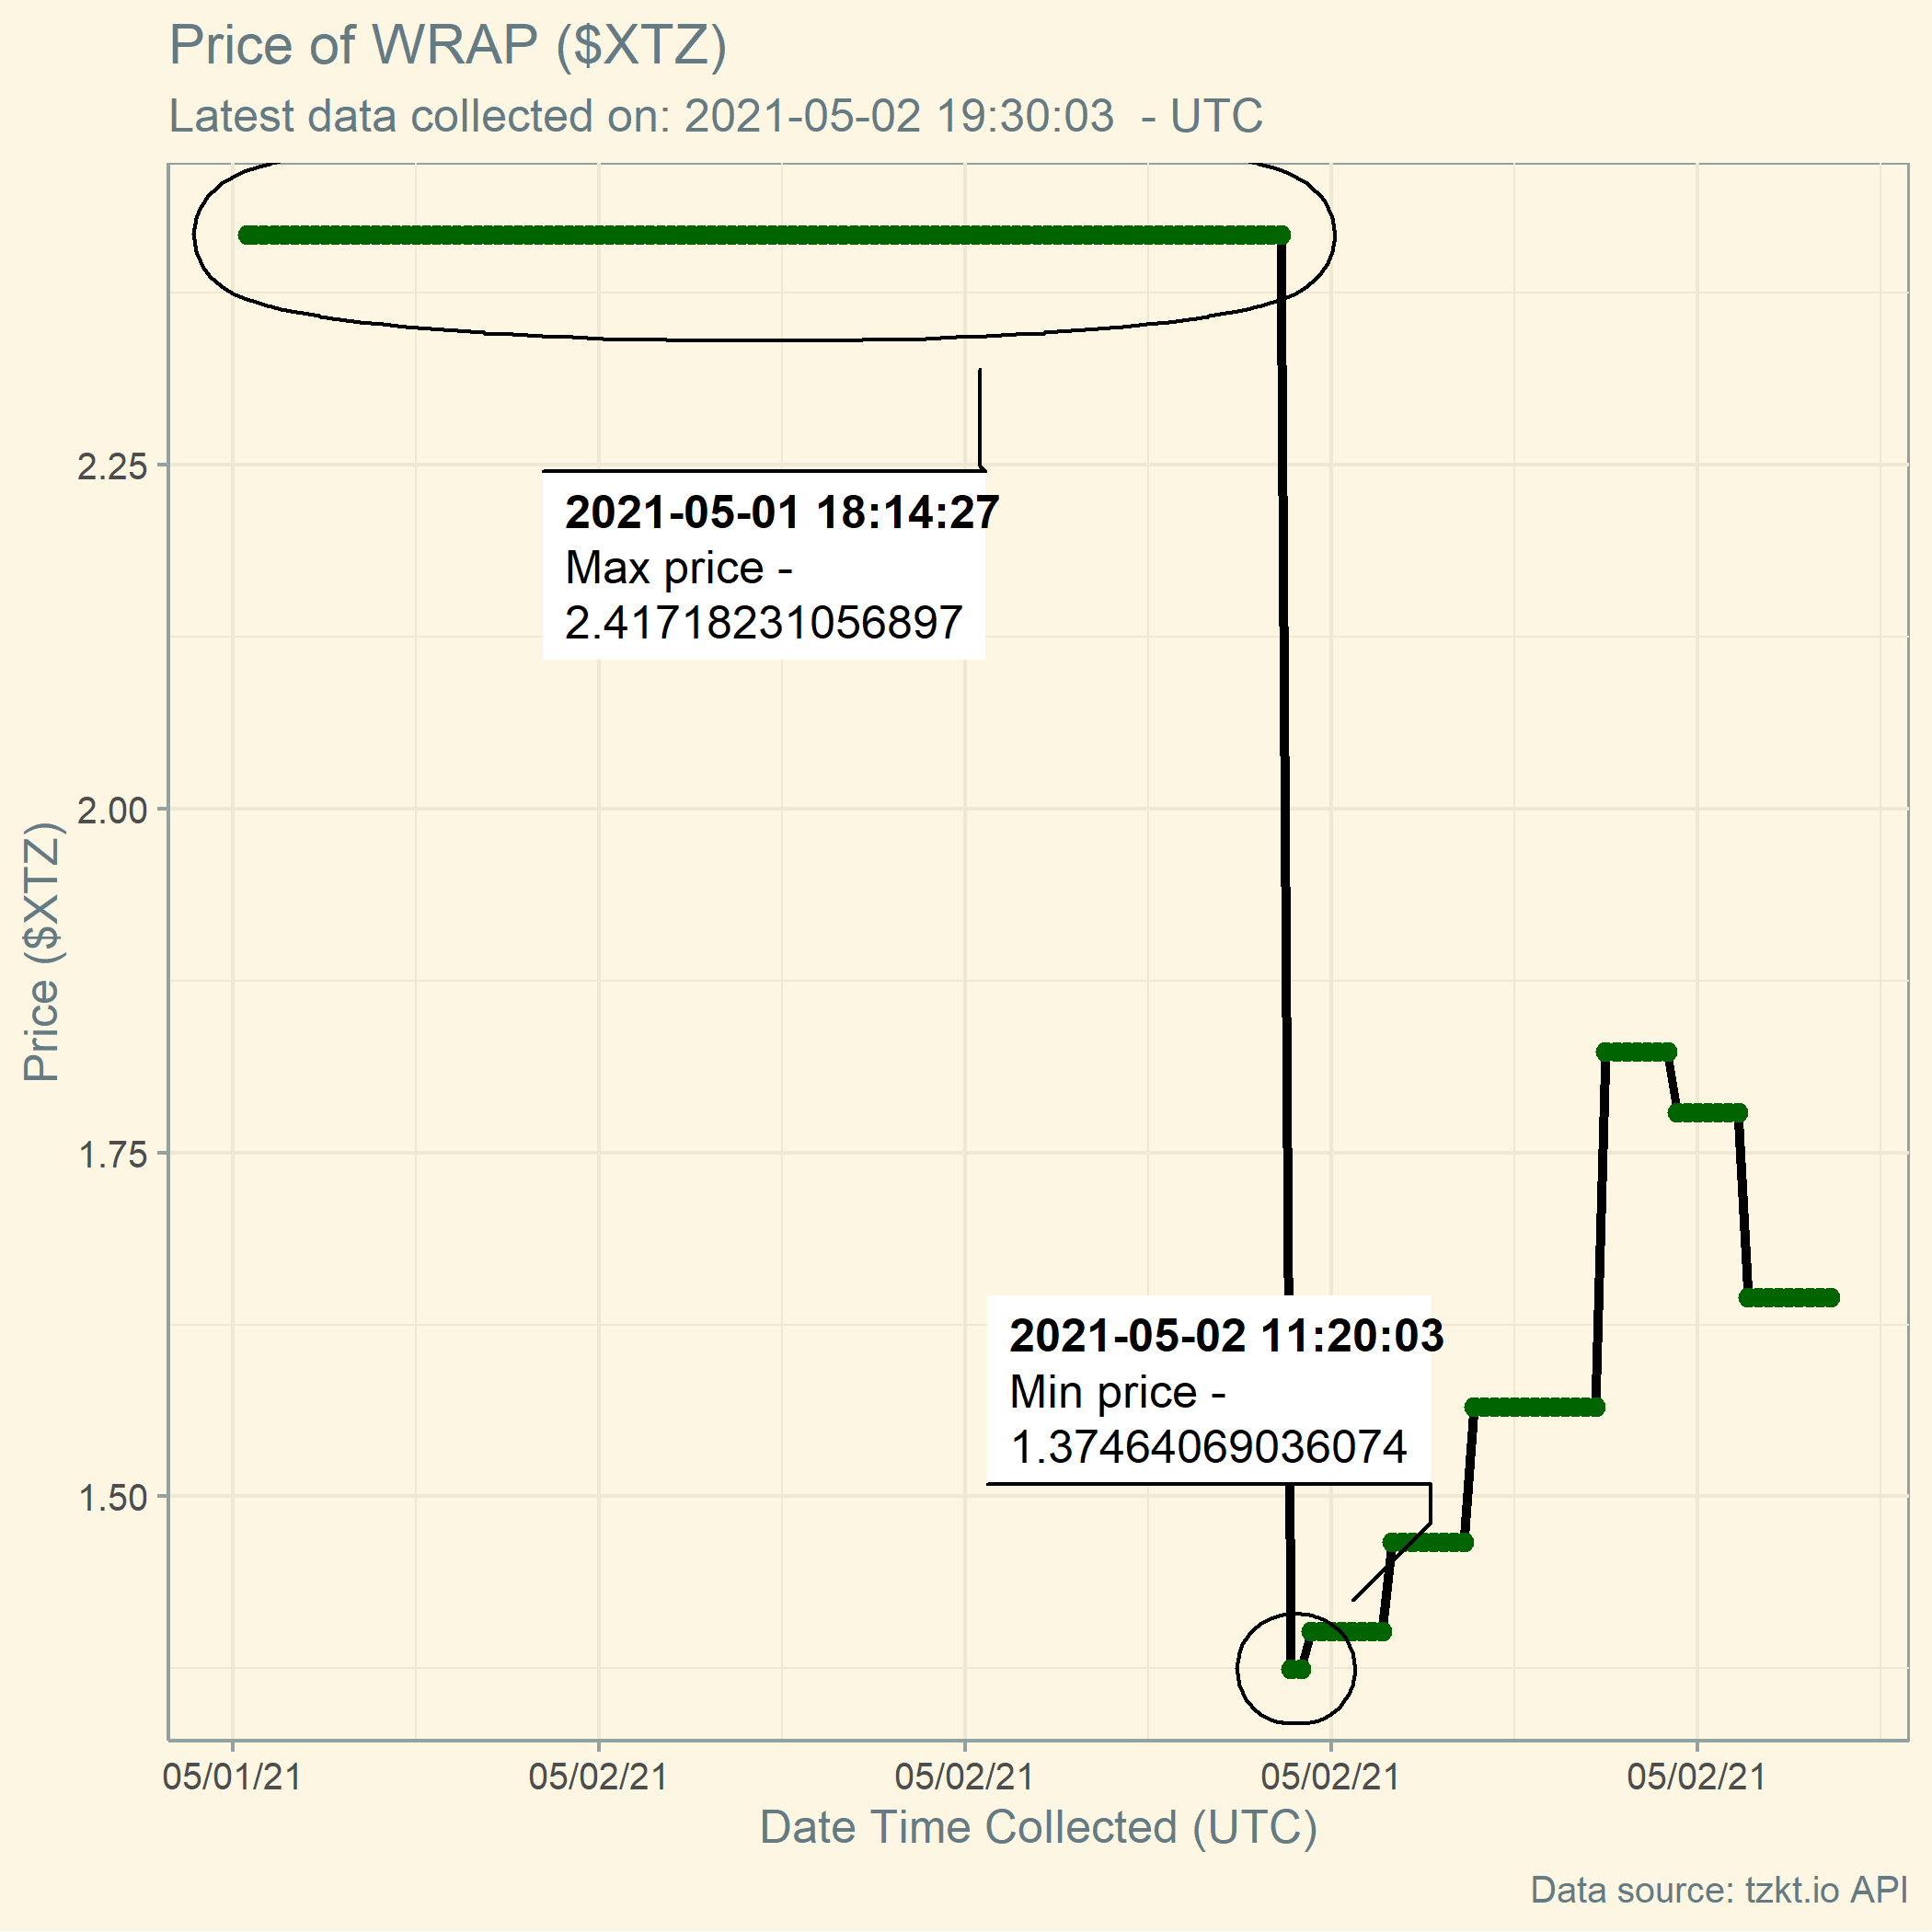 Price of WRAP ($XTZ)
Latest data collected on: 2021-05-02 19:30:03  - UTC
2.25
2.00
1.75
1.50
Price ($XTZ)
2021-05-01 18:14:27
Max price -
2.41718231056897
2021-05-02 11:20:03
Min price -
1.37464069036074
05/01/21
05/02/21
05/02/21
05/02/21
05/02/21
Date Time Collected (UTC)
Data source: tzkt.io API